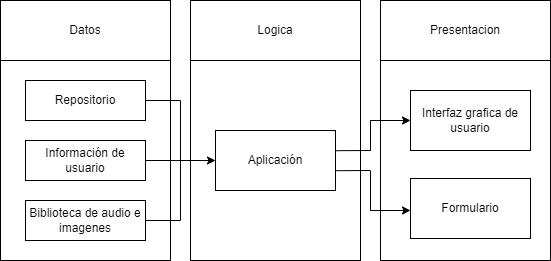 Datos
Logica
Presentacion
Repositorio
Información de
usuario
Biblioteca de audio e
imagenes
Aplicación
Interfaz grafica de
usuario
Formulario